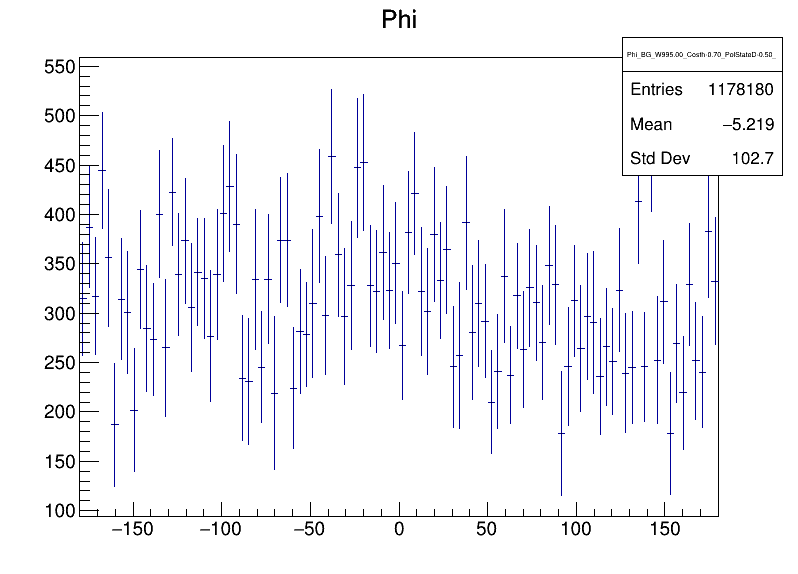 Phi
Phi_BG_W995.00_Costh-0.70_PolStateD-0.50_
Entries 1178180
Mean −5.219
Std Dev 102.7
550
500
450
400
350
300
250
200
150
100
−150 −100 −50 0 50 100 150